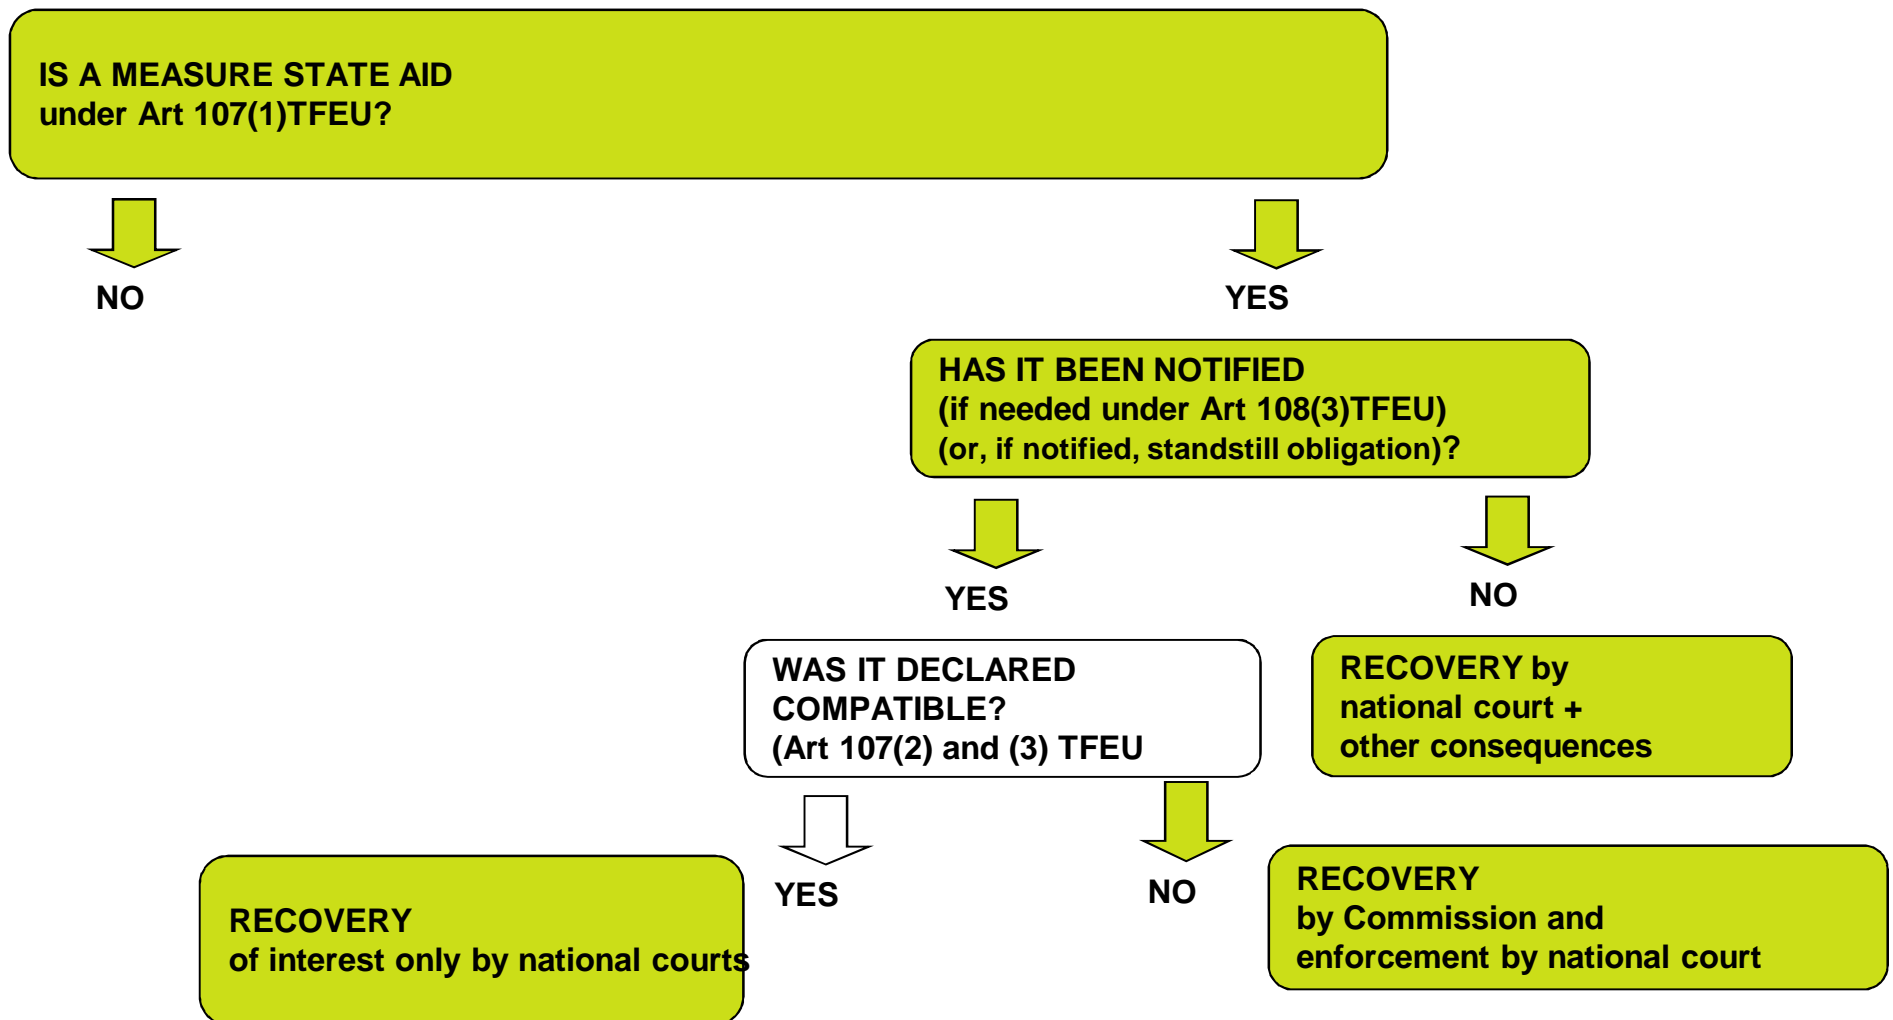 IS A MEASURE STATE AID
under Art 107(1)TFEU?
NO
YES
HAS IT BEEN NOTIFIED
(if needed under Art 108(3)TFEU)
(or, if notified, standstill obligation)?
YES
NO
WAS IT DECLARED
COMPATIBLE?
(Art 107(2) and (3) TFEU
RECOVERY by
national court +
other consequences
YES
NO
RECOVERY
of interest only by national courts
RECOVERY
by Commission and
enforcement by national court